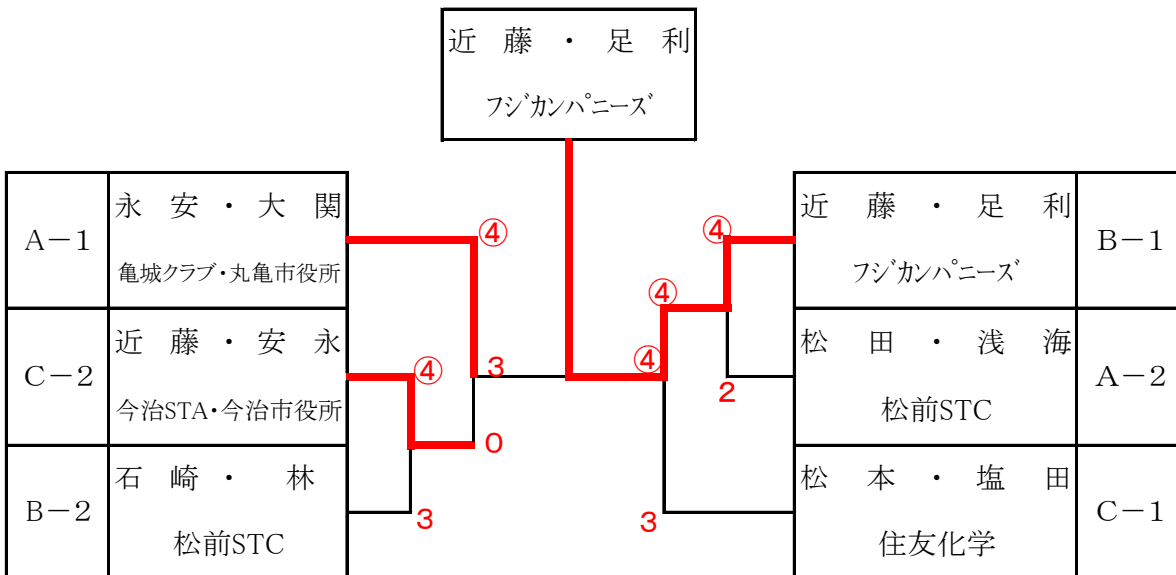 近藤・足利
フジカンパニーズ
A－1
永安・大関
亀城クラブ・丸亀市役所
C－2
近藤・安永
今治STA・今治市役所
B－2
石崎・林
松前STC
④
④
3
0
3
④
④
④
2
3
近藤・足利
フジカンパニーズ
B－1
松田・浅海
松前STC
A－2
松本・塩田
住友化学
C－1